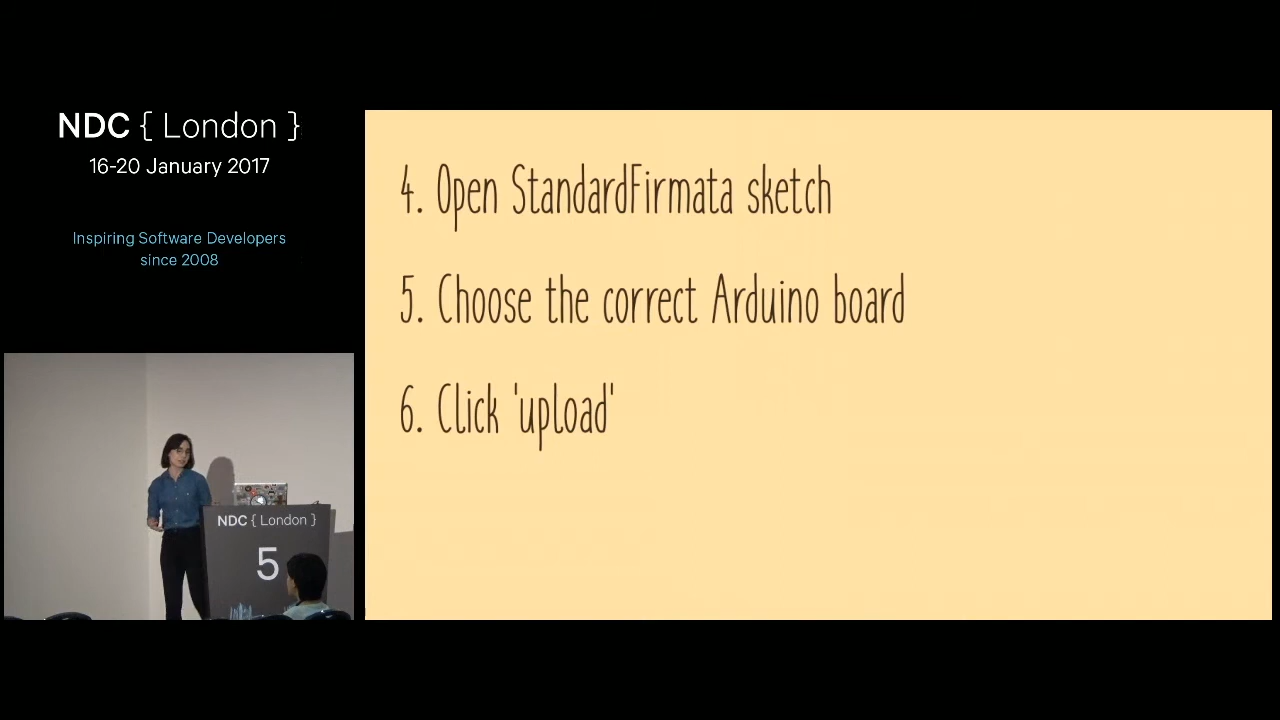 NDC { London }
16-20 January 2017
Inspiring Software Developers
since 2008
4. Open StandardFirmata sketch
5. Choose the correct Arduino board
6. Click 'upload'
NDC { London }
5